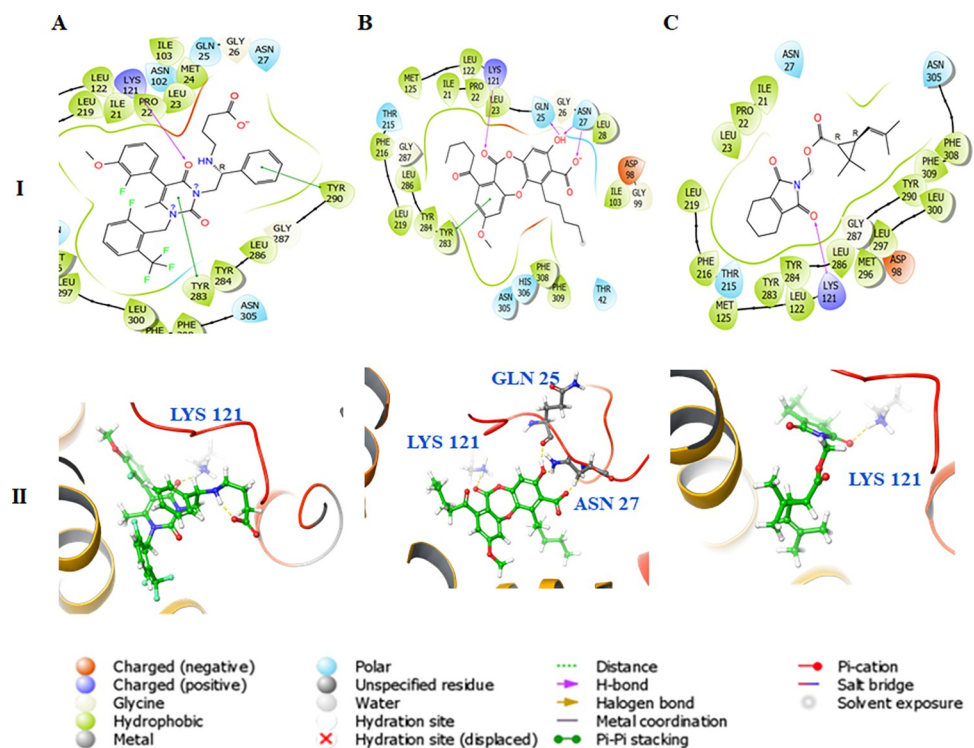 A B C
I
ILE 103
GLN 25
GLY 26
ASN 27
LEU 122
LYS 121
ASN 102
MET 24
LEU 219
ILE 21
PRO 22
LEU 23
O
O-
HN
R
O
F
N
?
O
N
?
O
F
F
F
F
TYR 290
GLY 287
LEU 286
TYR 284
TYR 283
ASN 305
LEU 297
LEU 300
PHE
PHE
MET 125
LEU 122
LYS 121
ILE 21
PRO 22
LEU 23
GLN 25
GLY 26
ASN 27
LEU 28
THR 215
PHE 216
GLY 287
LEU 286
LEU 219
TYR 284
TYR 283
ASP 98
ILE 103
GLY 99
OH
O
O
O
O
O-
O
O
PHE 308
HIS 306
ASN 305
PHE 309
THR 42
ASN 27
ASN 305
ILE 21
PRO 22
LEU 23
LEU 219
PHE 216
THR 215
MET 125
TYR 283
TYR 284
LEU 122
LYS 121
LEU 286
GLY 287
MET 296
LEU 297
ASP 98
TYR 290
LEU 300
PHE 309
PHE 308
O
R
R
O
O
N
O
II
LYS 121
GLN 25
LYS 121
ASN 27
LYS 121
Charged (negative)
Charged (positive)
Glycine
Hydrophobic
Metal
Polar
Unspecified residue
Water
Hydration site
Hydration site (displaced)
Distance
H-bond
Halogen bond
Metal coordination
Pi-Pi stacking
Pi-cation
Salt bridge
Solvent exposure